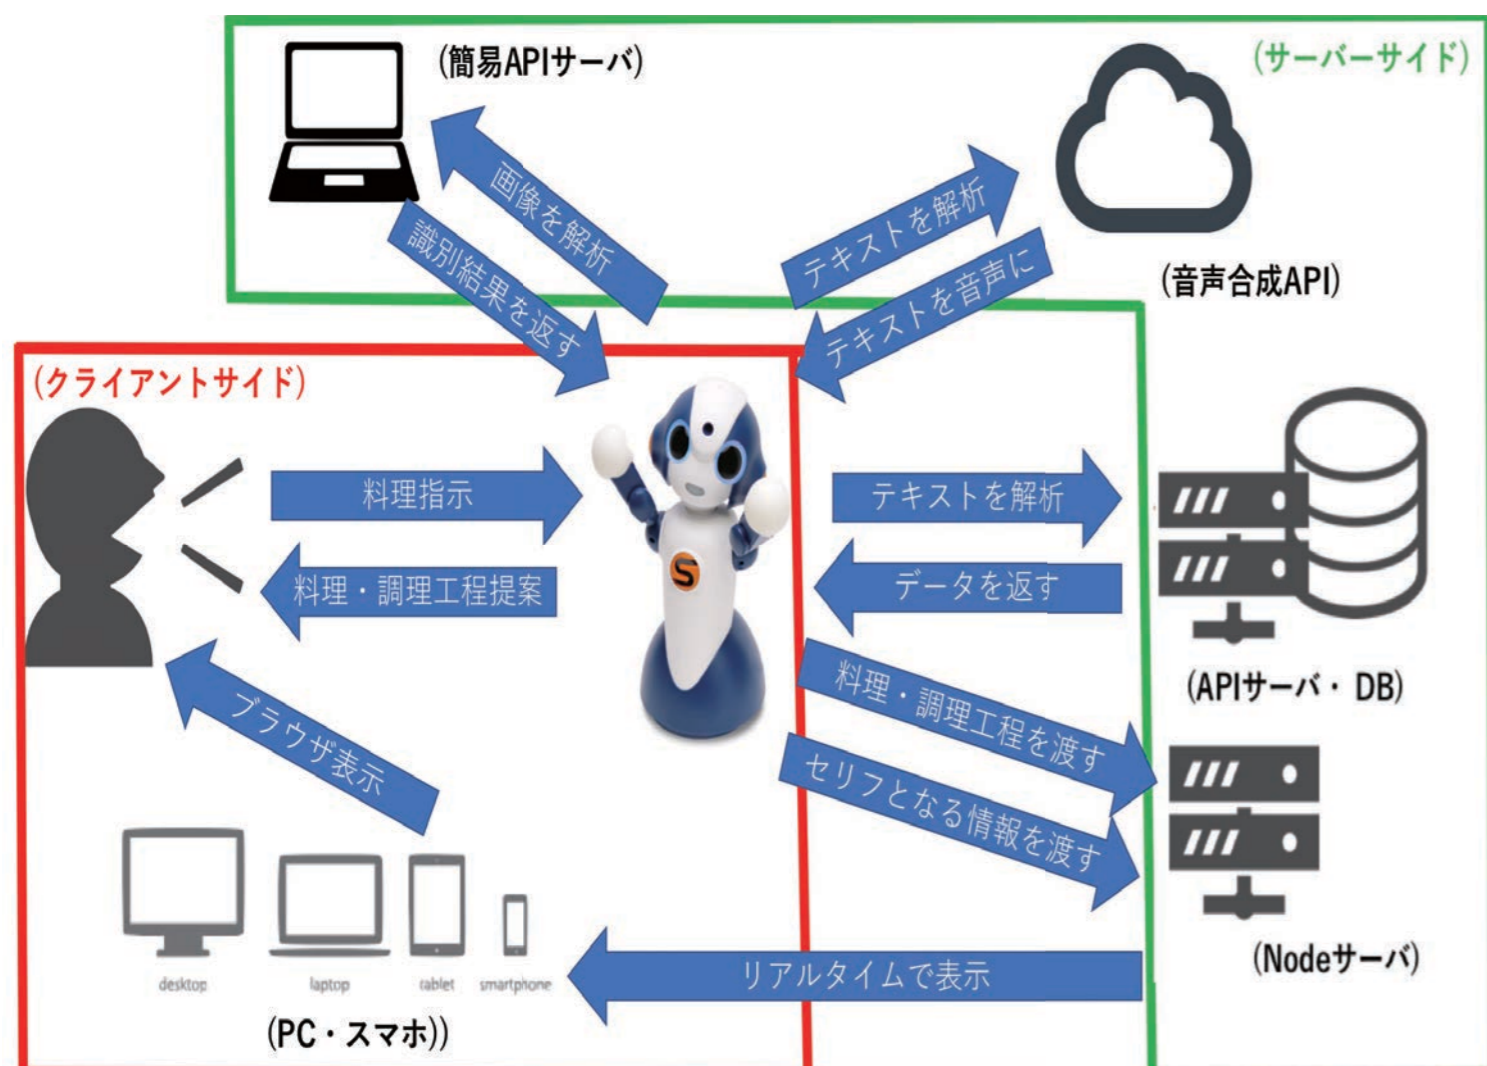 (簡易APIサーバ)
(サーバーサイド)
画像を解析
識別結果を返す
テキストを解析
テキストを音声に
(音声合成API)
(クライアントサイド)
料理指示
料理・調理工程提案
S
テキストを解析
データを返す
(APIサーバ・DB)
料理・調理工程を渡す
セリフとなる情報を渡す
ブラウザ表示
(Nodeサーバ)
リアルタイムで表示
desktop
laptop
tablet
smartphone
(PC・スマホ))